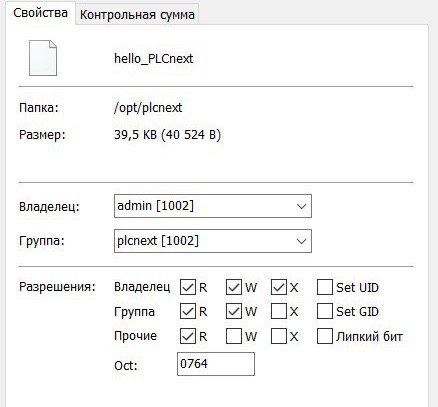 Свойства Контрольная сумма
hello_PLCnext
Папка: /opt/plcnext
Размер: 39,5 KB (40 524 B)
Владелец: admin [1002]
Группа: plcnext [1002]
Разрешения: Владелец R W X Set UID
Группа R W X Set GID
Прочие R W X Липкий бит
Oct: 0764